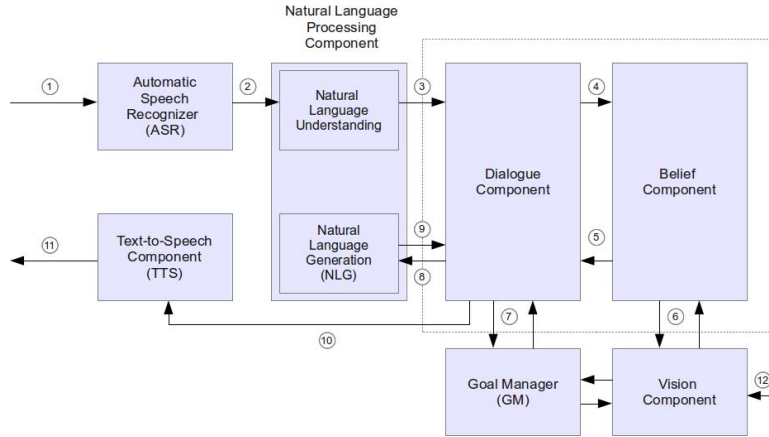 Natural Language
Processing
Component
1
Automatic
Speech
Recognizer
(ASR)
2
Natural
Language
Understanding
3
Dialogue
Component
4
Belief
Component
5
11
Text-to-Speech
Component
(TTS)
Natural
Language
Generation
(NLG)
9
8
10
7
6
Goal Manager
(GM)
Vision
Component
12